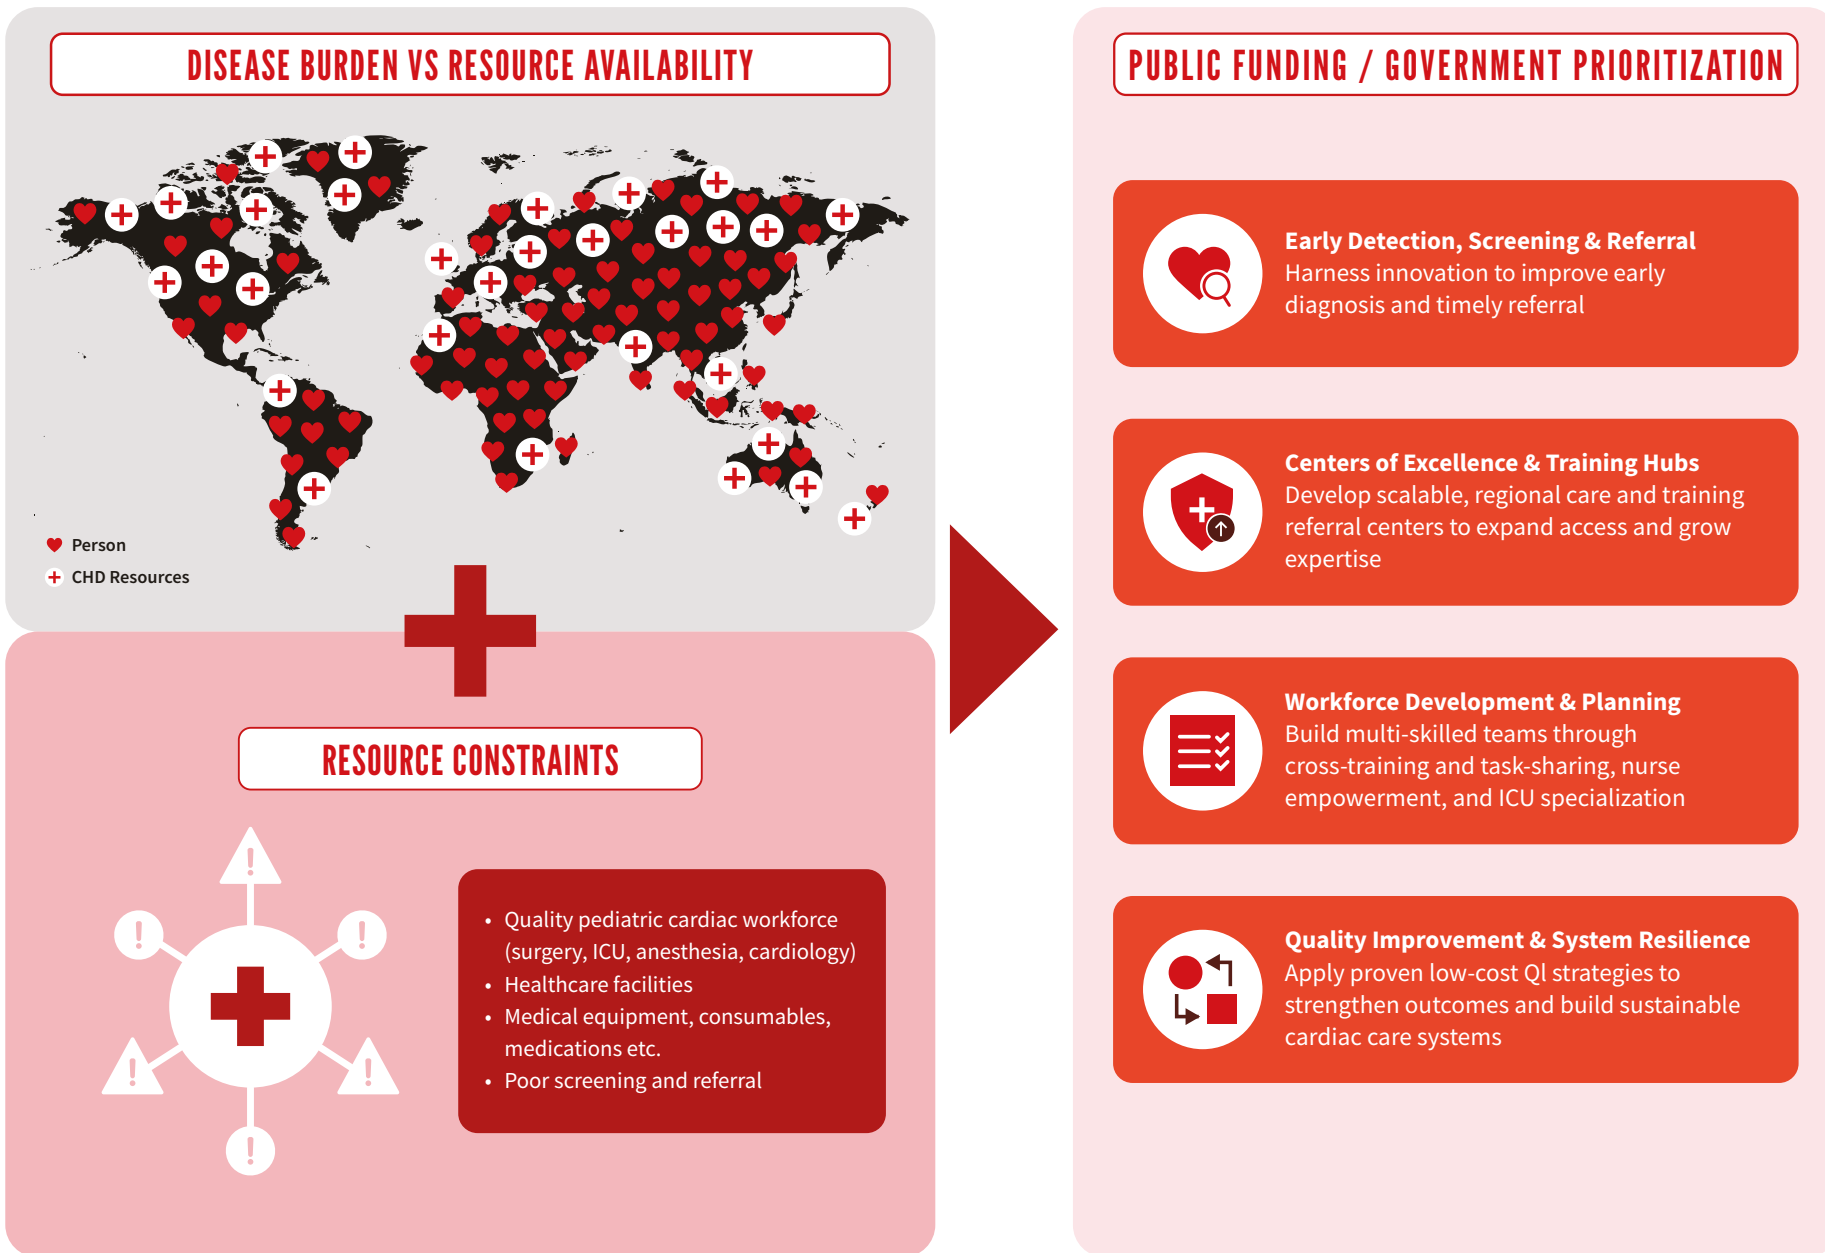 DISEASE BURDEN VS RESOURCE AVAILABILITY
Person
CHD Resources
RESOURCE CONSTRAINTS
• Quality pediatric cardiac workforce
(surgery, ICU, anesthesia, cardiology)
• Healthcare facilities
• Medical equipment, consumables,
medications etc.
• Poor screening and referral
PUBLIC FUNDING / GOVERNMENT PRIORITIZATION
Early Detection, Screening & Referral
Harness innovation to improve early
diagnosis and timely referral
Centers of Excellence & Training Hubs
Develop scalable, regional care and training
referral centers to expand access and grow
expertise
Workforce Development & Planning
Build multi-skilled teams through
cross-training and task-sharing, nurse
empowerment, and ICU specialization
Quality Improvement & System Resilience
Apply proven low-cost Ql strategies to
strengthen outcomes and build sustainable
cardiac care systems